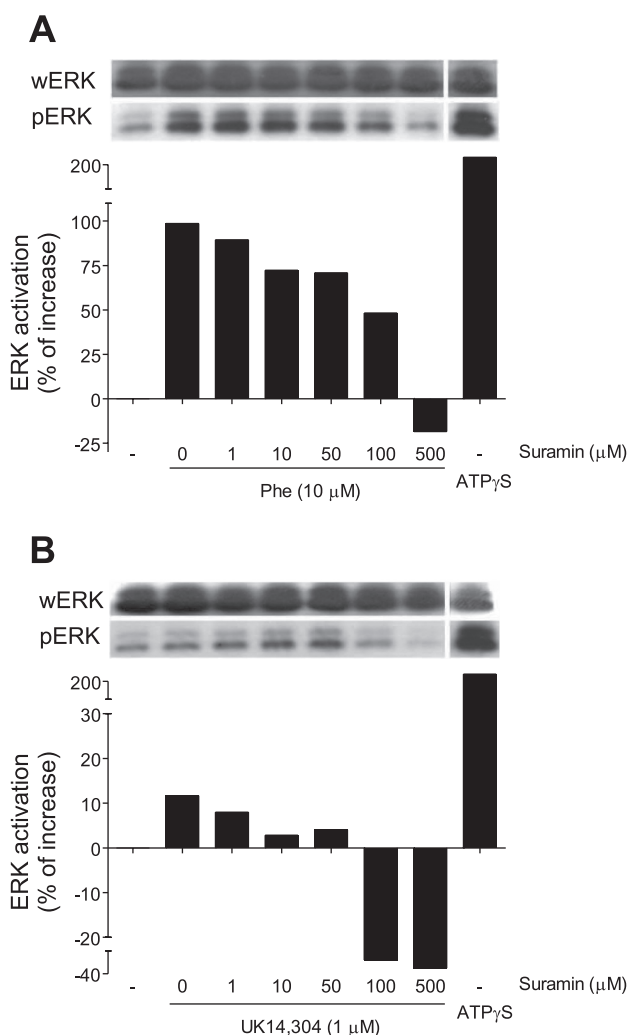 A
wERK
pERK
200
100
75
50
25
0
-25
ERK activation
(% of increase)
- 0 1 10 50 100 500 - Suramin (μM)
Phe (10 μM) ATPγS
B
wERK
pERK
200
30
20
10
0
-10
-20
-40
ERK activation
(% of increase)
- 0 1 10 50 100 500 - Suramin (μM)
UK14,304 (1 μM) ATPγS